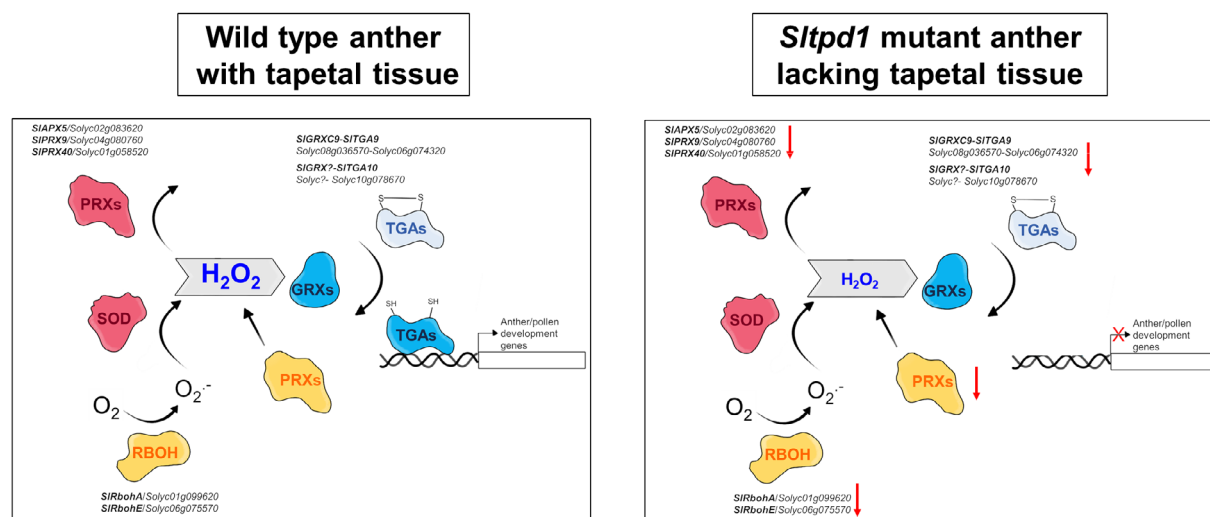 Wild type anther
with tapetal tissue
SlAPX5/Solyc02g083620
SlPRX9/Solyc04g080760
SlPRX40/Solyc01g058520
SlGRXC9-SlTGA9
Solyc08g036570-Solyc06g074320
SlGRX?-SlTGA10
Solyc?- Solyc10g078670
PRXs
S S
TGAs
H2O2
GRXs
SH SH
SOD
TGAs
Anther/pollen
development
genes
PRXs
O2 O2·-
RBOH
SlRbohA/Solyc01g099620
SlRbohE/Solyc06g075570
Sltpd1 mutant anther
lacking tapetal tissue
SlAPX5/Solyc02g083620
SlPRX9/Solyc04g080760
SlPRX40/Solyc01g058520
SlGRXC9-SlTGA9
Solyc08g036570-Solyc06g074320
SlGRX?-SlTGA10
Solyc?- Solyc10g078670
PRXs
S S
TGAs
H2O2
GRXs
SOD
Anther/pollen
development
genes
PRXs
O2 O2·-
RBOH
SlRbohA/Solyc01g099620
SlRbohE/Solyc06g075570